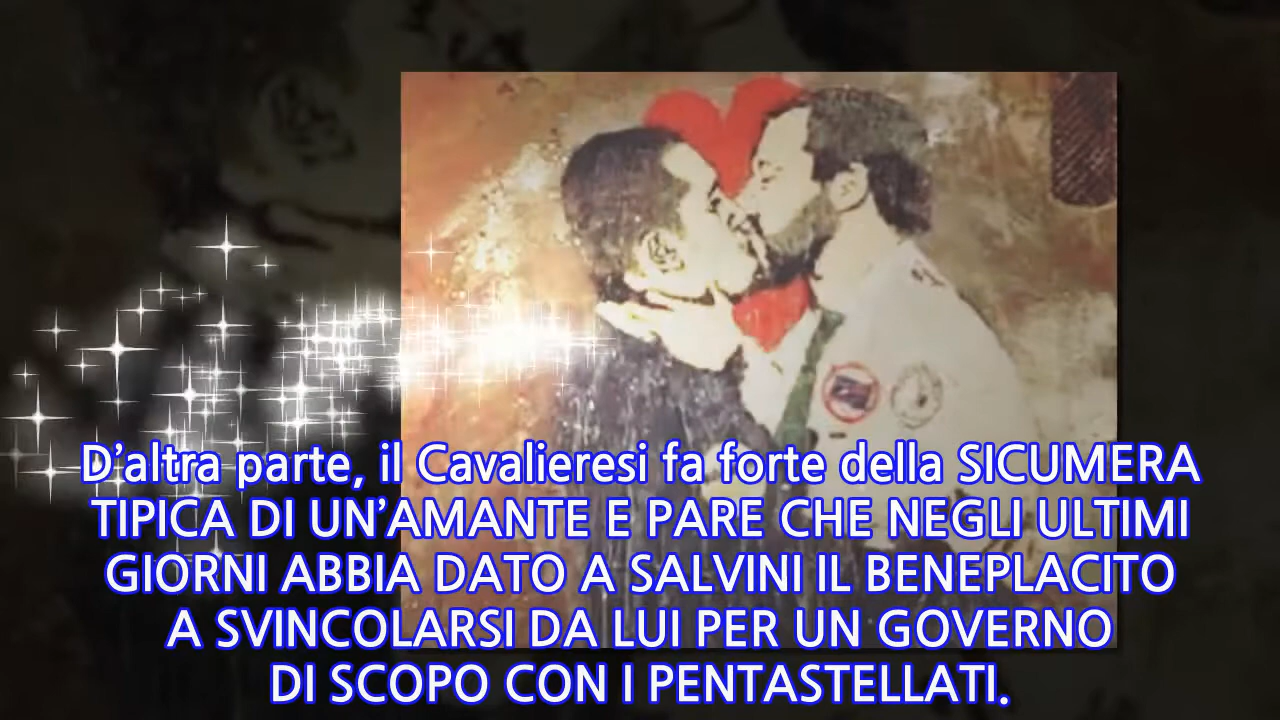 D’altra parte, il Cavalieresi fa forte della SICUMERA
TIPICA DI UN’AMANTE E PARE CHE NEGLI ULTIMI
GIORNI ABBIA DATO A SALVINI IL BENEPLACITO
A SVINCOLARSI DA LUI PER UN GOVERNO
DI SCOPO CON I PENTASTELLATI.